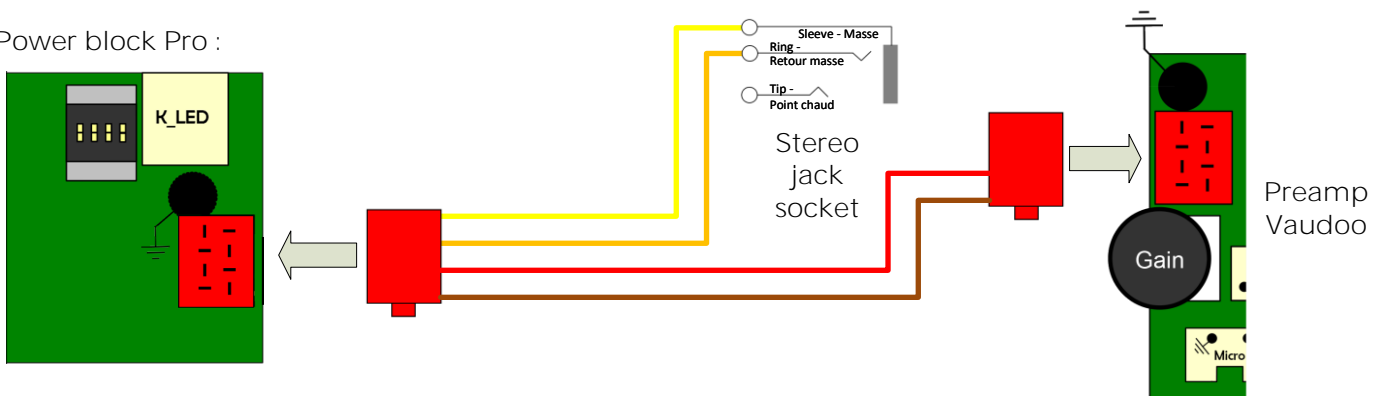 Power block Pro :
K_LED
Sleeve - Masse
Ring -
Retour masse
Tip -
Point chaud
Stereo
jack
socket
Preamp
Vaudoo
Gain
Micro